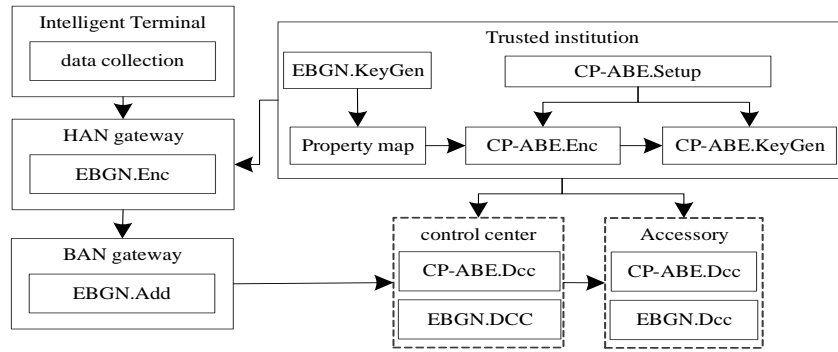 Intelligent Terminal
data collection
HAN gateway
EBGN.Enc
BAN gateway
EBGN.Add
Trusted institution
EBGN.KeyGen
CP-ABE.Setup
Property map
CP-ABE.Enc
CP-ABE.KeyGen
control center
CP-ABE.Dcc
EBGN.DCC
Accessory
CP-ABE.Dcc
EBGN.Dcc